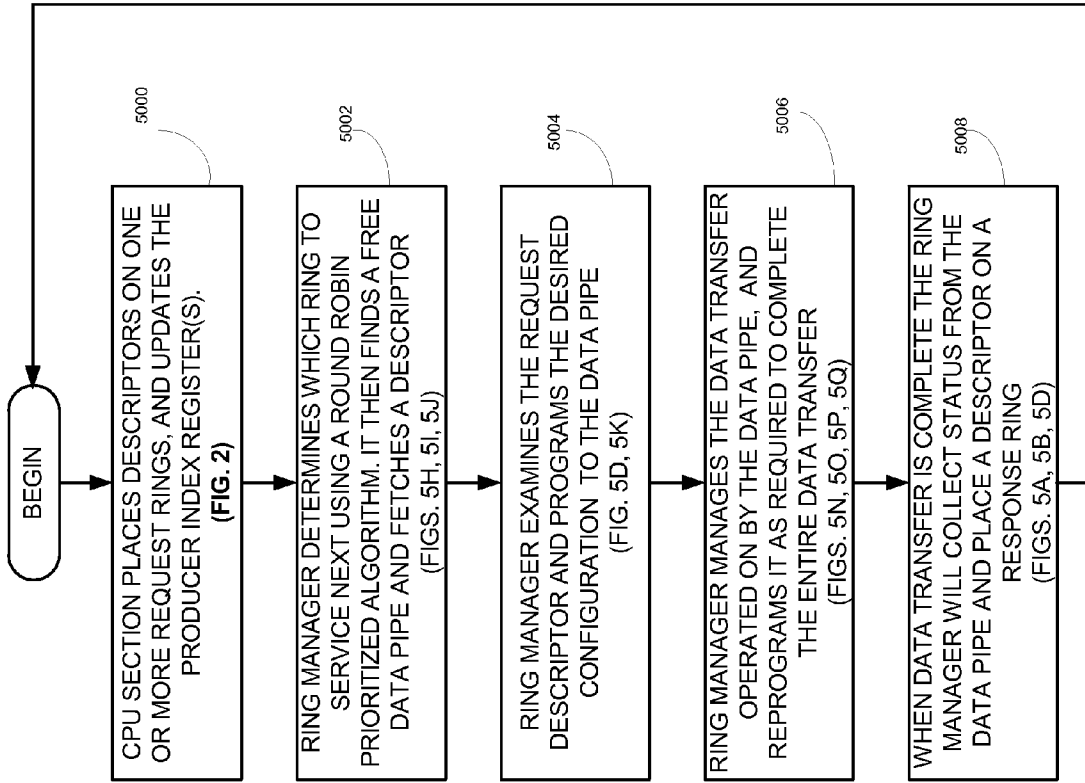 BEGIN
CPU SECTION PLACES DESCRIPTORS ON ONE
OR MORE REQUEST RINGS, AND UPDATES THE
PRODUCER INDEX REGISTER(S).
(FIG. 2)
5000
RING MANAGER DETERMINES WHICH RING TO
SERVICE NEXT USING A ROUND ROBIN
PRIORITIZED ALGORITHM. IT THEN FINDS A FREE
DATA PIPE AND FETCHES A DESCRIPTOR
(FIGS. 5H, 5I, 5J)
5002
RING MANAGER EXAMINES THE REQUEST
DESCRIPTOR AND PROGRAMS THE DESIRED
CONFIGURATION TO THE DATA PIPE
(FIG. 5D, 5K)
5004
RING MANAGER MANAGES THE DATA TRANSFER
OPERATED ON BY THE DATA PIPE, AND
REPROGRAMS IT AS REQUIRED TO COMPLETE
THE ENTIRE DATA TRANSFER
(FIGS. 5N, 5O, 5P, 5Q)
5006
WHEN DATA TRANSFER IS COMPLETE THE RING
MANAGER WILL COLLECT STATUS FROM THE
DATA PIPE AND PLACE A DESCRIPTOR ON A
RESPONSE RING
(FIGS. 5A, 5B, 5D)
5008